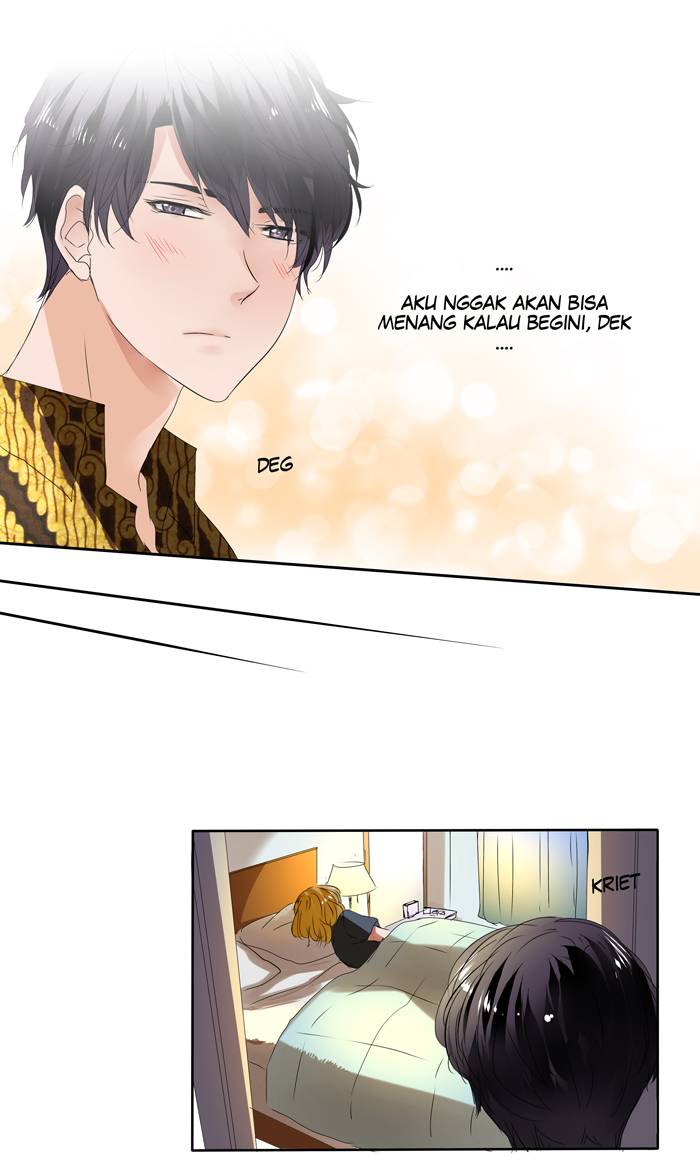 ....
AKU NGGAK AKAN BISA
MENANG KALAU BEGINI, DEK
....
DEG
KRIET